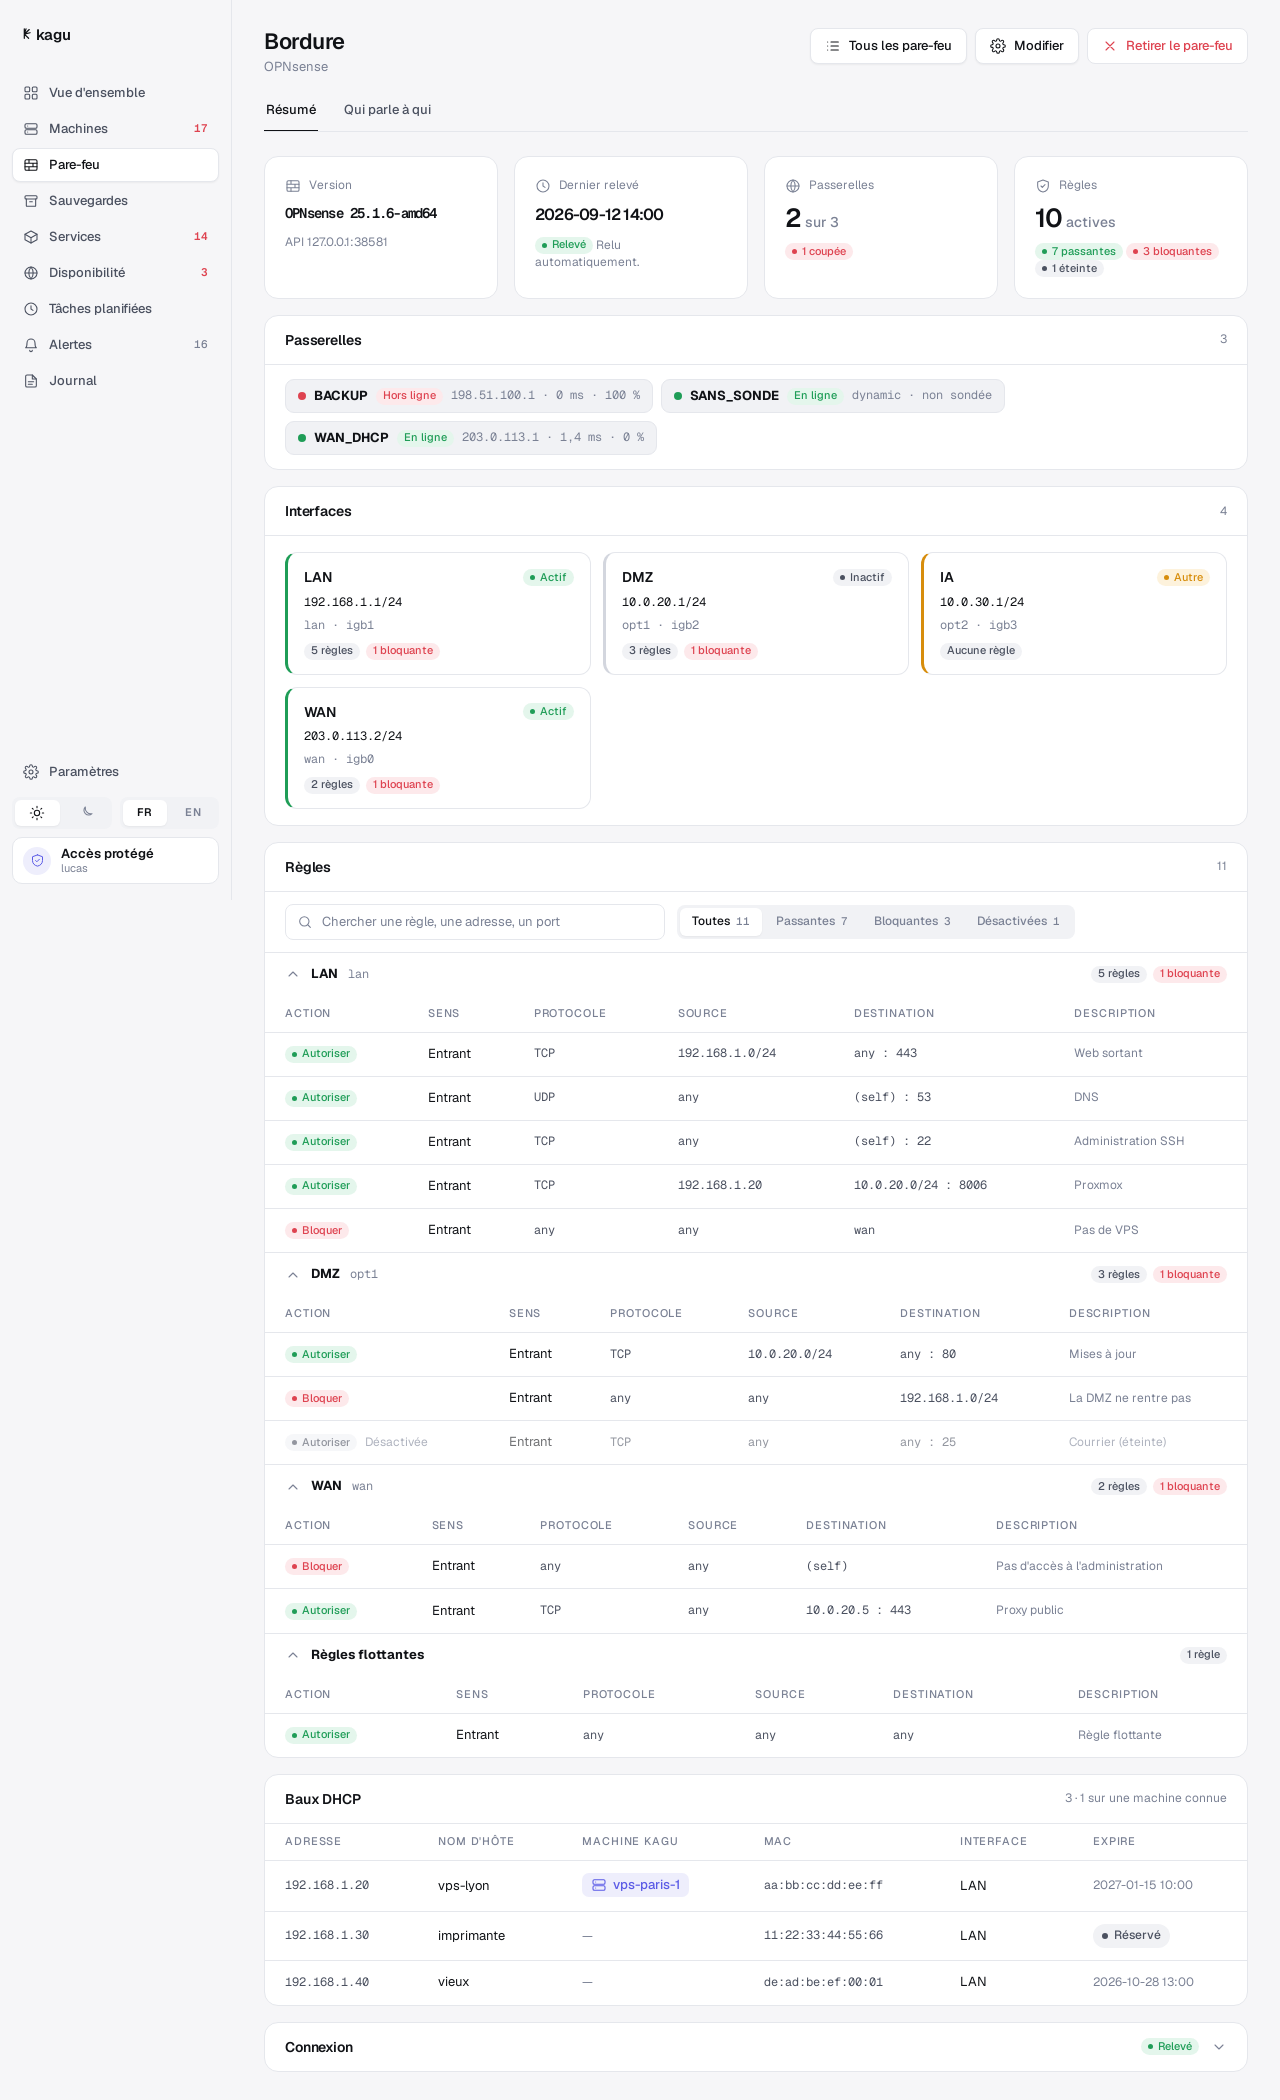 kagu
Vue d'ensemble
Machines 17
Pare-feu
Sauvegardes
Services 14
Disponibilité 3
Tâches planifiées
Alertes 16
Journal
Paramètres
FR EN
Accès protégé
lucas
Bordure
OPNsense
Tous les pare-feu Modifier Retirer le pare-feu
Résumé Qui parle à qui
Version
OPNsense 25.1.6-amd64
API 127.0.0.1:38581
Dernier relevé
2026-09-12 14:00
Relevé Relu
automatiquement.
Passerelles
2 sur 3
1 coupée
Règles
10 actives
7 passantes 3 bloquantes
1 éteinte
Passerelles 3
BACKUP Hors ligne 198.51.100.1 · 0 ms · 100 % SANS_SONDE En ligne dynamic · non sondée
WAN_DHCP En ligne 203.0.113.1 · 1,4 ms · 0 %
Interfaces 4
LAN Actif
192.168.1.1/24
lan · igb1
5 règles 1 bloquante
DMZ Inactif
10.0.20.1/24
opt1 · igb2
3 règles 1 bloquante
IA Autre
10.0.30.1/24
opt2 · igb3
Aucune règle
WAN Actif
203.0.113.2/24
wan · igb0
2 règles 1 bloquante
Règles 11
Chercher une règle, une adresse, un port Toutes 11 Passantes 7 Bloquantes 3 Désactivées 1
LAN lan 5 règles 1 bloquante
ACTION SENS PROTOCOLE SOURCE DESTINATION DESCRIPTION
Autoriser Entrant TCP 192.168.1.0/24 any : 443 Web sortant
Autoriser Entrant UDP any (self) : 53 DNS
Autoriser Entrant TCP any (self) : 22 Administration SSH
Autoriser Entrant TCP 192.168.1.20 10.0.20.0/24 : 8006 Proxmox
Bloquer Entrant any any wan Pas de VPS
DMZ opt1 3 règles 1 bloquante
ACTION SENS PROTOCOLE SOURCE DESTINATION DESCRIPTION
Autoriser Entrant TCP 10.0.20.0/24 any : 80 Mises à jour
Bloquer Entrant any any 192.168.1.0/24 La DMZ ne rentre pas
Autoriser Désactivée Entrant TCP any any : 25 Courrier (éteinte)
WAN wan 2 règles 1 bloquante
ACTION SENS PROTOCOLE SOURCE DESTINATION DESCRIPTION
Bloquer Entrant any any (self) Pas d'accès à l'administration
Autoriser Entrant TCP any 10.0.20.5 : 443 Proxy public
Règles flottantes 1 règle
ACTION SENS PROTOCOLE SOURCE DESTINATION DESCRIPTION
Autoriser Entrant any any any Règle flottante
Baux DHCP 3 · 1 sur une machine connue
ADRESSE NOM D'HÔTE MACHINE KAGU MAC INTERFACE EXPIRE
192.168.1.20 vps-lyon vps-paris-1 aa:bb:cc:dd:ee:ff LAN 2027-01-15 10:00
192.168.1.30 imprimante — 11:22:33:44:55:66 LAN Réservé
192.168.1.40 vieux — de:ad:be:ef:00:01 LAN 2026-10-28 13:00
Connexion Relevé